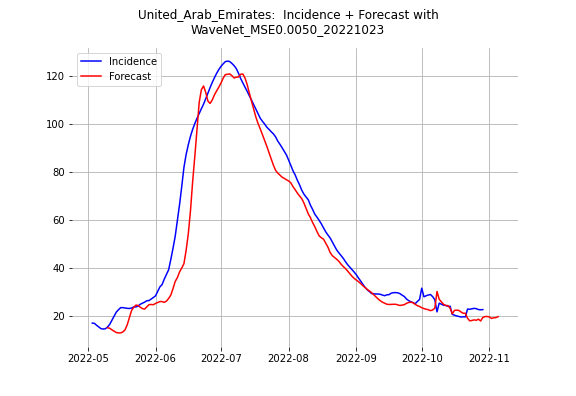 United_Arab_Emirates:  Incidence + Forecast with
WaveNet_MSE0.0050_20221023
Incidence
Forecast
120
100
80
60
40
20
2022-05 2022-06 2022-07 2022-08 2022-09 2022-10 2022-11